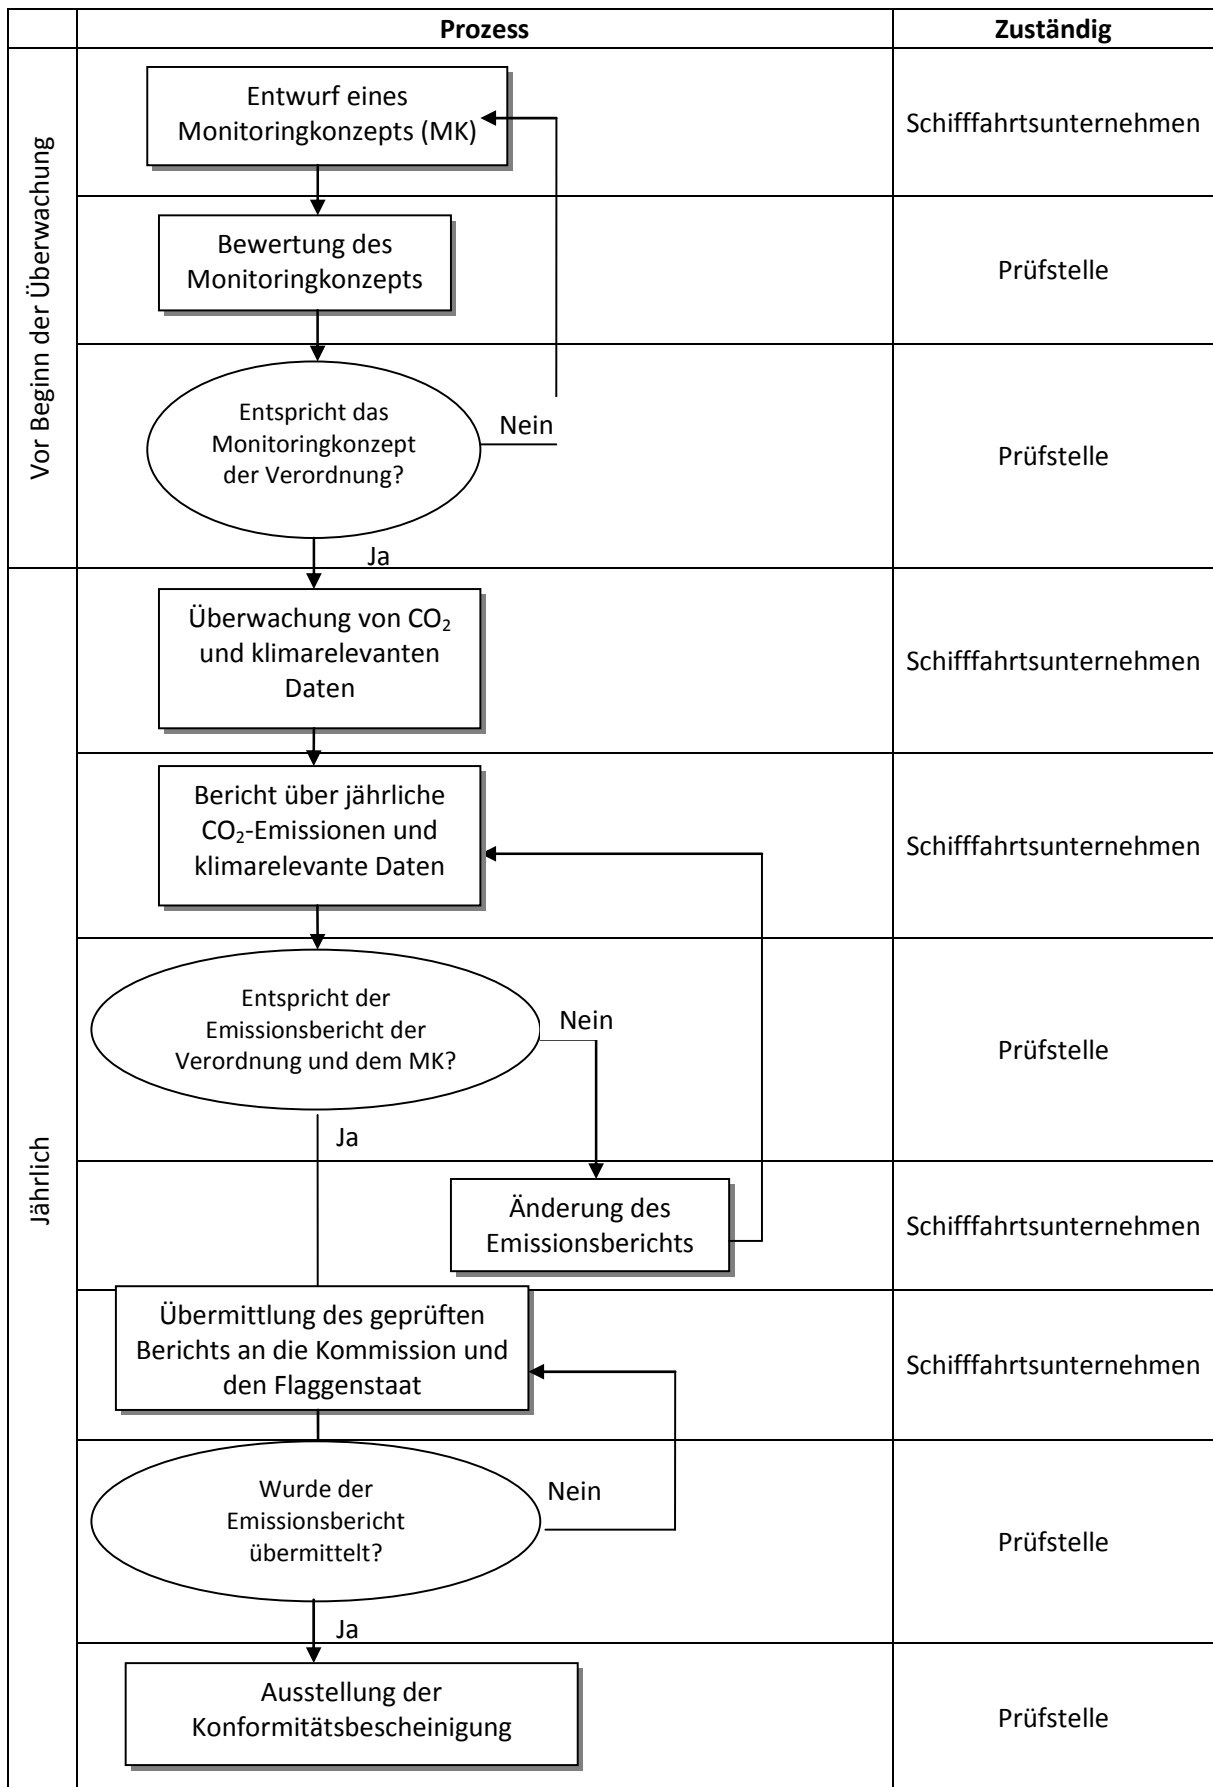 Prozess
Zuständig
Vor Beginn der Überwachung
Entwurf eines
Monitoringkonzepts (MK)
Schifffahrtsunternehmen
Bewertung des
Monitoringkonzepts
Prüfstelle
Entspricht das
Monitoringkonzept
der Verordnung?
Nein
Prüfstelle
Ja
Jährlich
Überwachung von CO₂
und klimarelevanten
Daten
Schifffahrtsunternehmen
Bericht über jährliche
CO₂-Emissionen und
klimarelevante Daten
Schifffahrtsunternehmen
Entspricht der
Emissionsbericht der
Verordnung und dem MK?
Nein
Prüfstelle
Ja
Änderung des
Emissionsberichts
Schifffahrtsunternehmen
Übermittlung des geprüften
Berichts an die Kommission und
den Flaggenstaat
Schifffahrtsunternehmen
Wurde der
Emissionsbericht
übermittelt?
Nein
Prüfstelle
Ja
Ausstellung der
Konformitätsbescheinigung
Prüfstelle